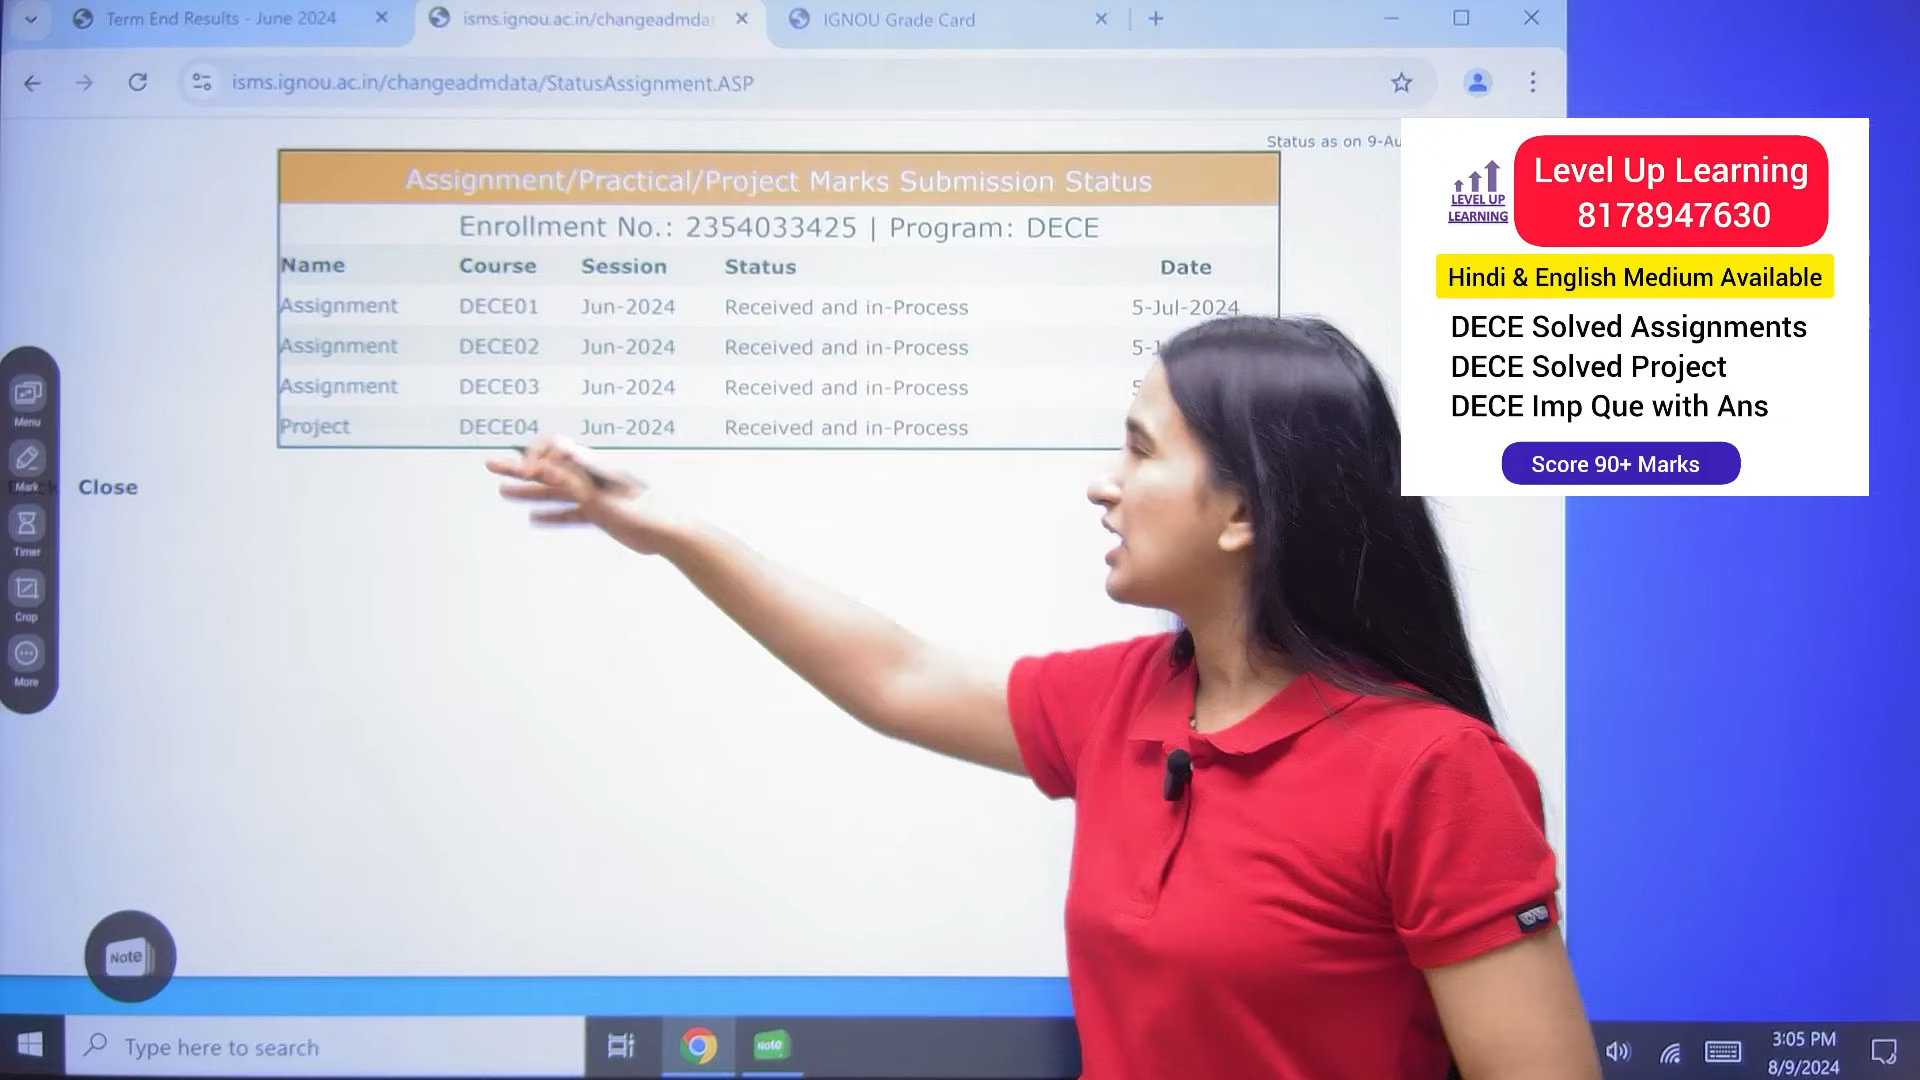 Term End Results - June 2024
isms.ignou.ac.in/changeadmda
IGNOU Grade Card
isms.ignou.ac.in/changeadmdata/StatusAssignment.ASP
Status as on 9-Au
Assignment/Practical/Project Marks Submission Status
Enrollment No.: 2354033425 | Program: DECE
Name Course Session Status Date
Assignment DECE01 Jun-2024 Received and in-Process 5-Jul-2024
Assignment DECE02 Jun-2024 Received and in-Process 5-J
Assignment DECE03 Jun-2024 Received and in-Process 5
Project DECE04 Jun-2024 Received and in-Process
Close
Menu
Mark
Timer
Crop
More
Note
Type here to search
Note
3:05 PM
8/9/2024
LEVEL UP
LEARNING
Level Up Learning
8178947630
Hindi & English Medium Available
DECE Solved Assignments
DECE Solved Project
DECE Imp Que with Ans
Score 90+ Marks